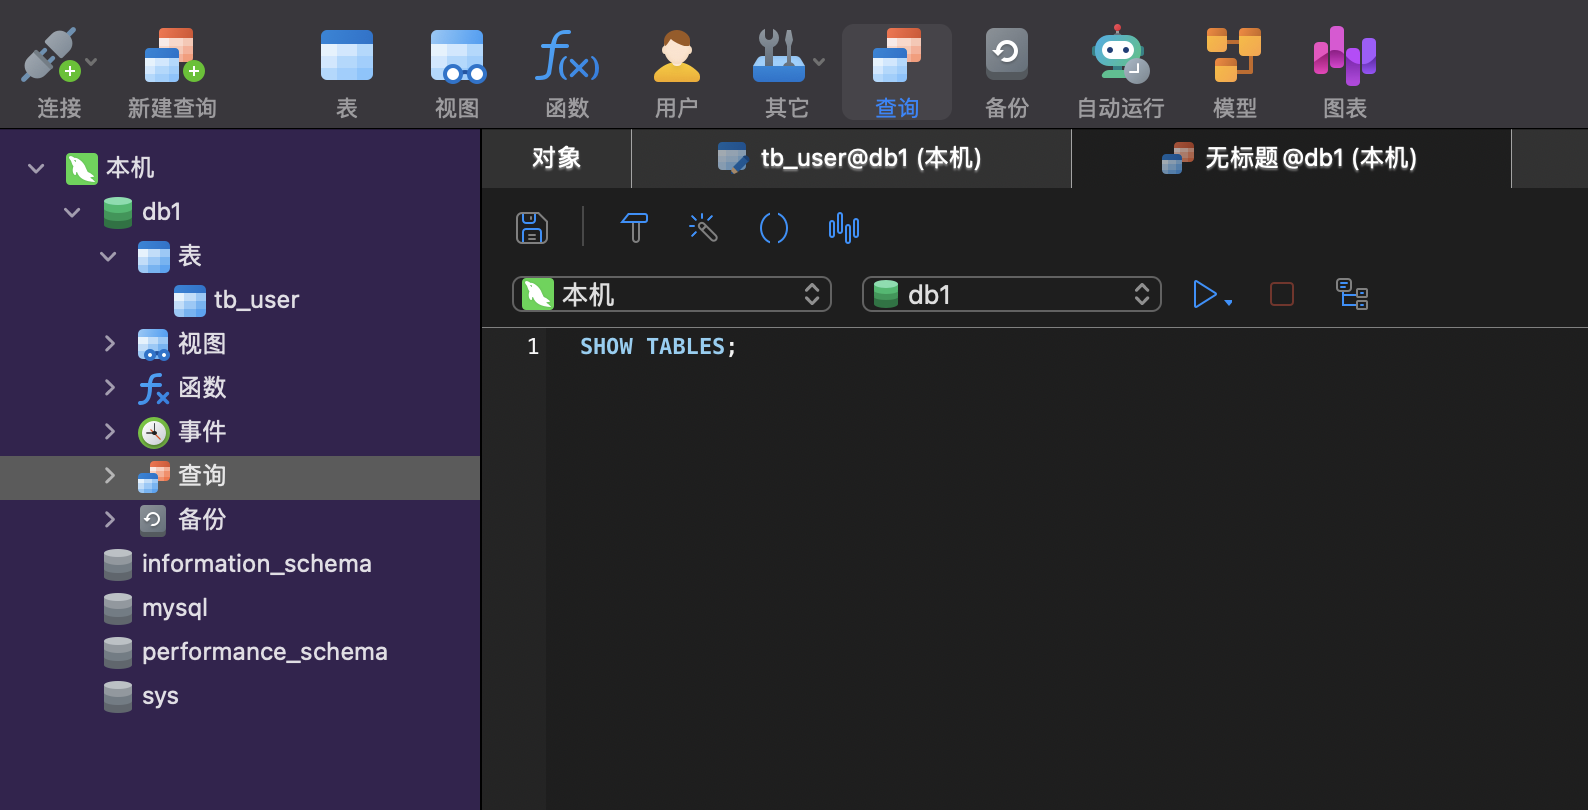 连接
新建查询
表
视图
函数
用户
其它
查询
备份
自动运行
模型
图表
本机
db1
表
tb_user
视图
函数
事件
查询
备份
information_schema
mysql
performance_schema
sys
对象
tb_user@db1 (本机)
无标题@db1 (本机)
本机
db1
1 SHOW TABLES;